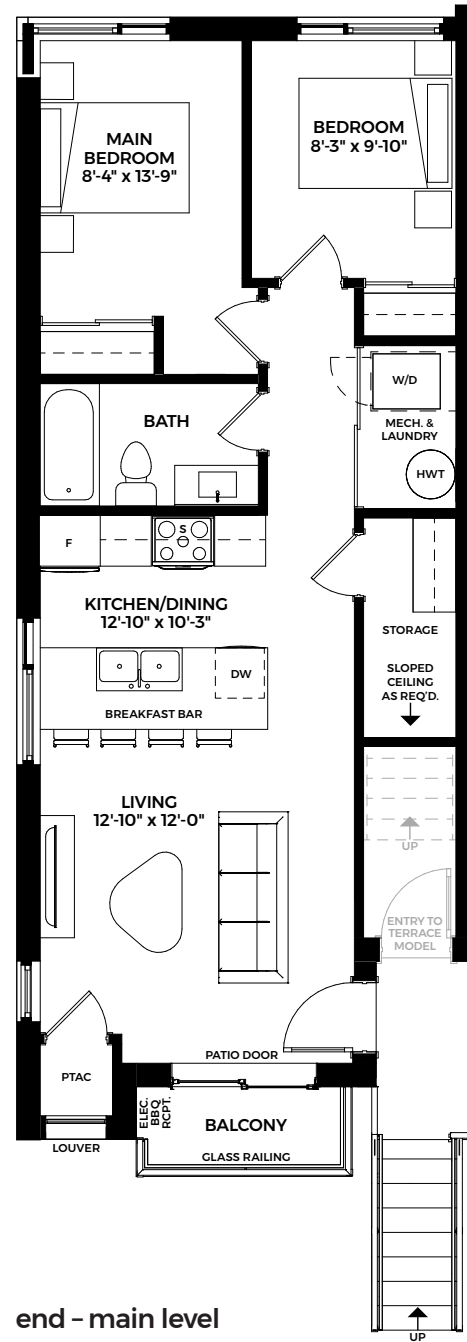 MAIN
BEDROOM
8'-4" x 13'-9"
BEDROOM
8'-3" x 9'-10"
W/D
MECH. &
LAUNDRY
HWT
BATH
F
S
KITCHEN/DINING
12'-10" x 10'-3"
DW
BREAKFAST BAR
STORAGE
SLOPED
CEILING
AS REQ'D.
LIVING
12'-10" x 12'-0"
UP
ENTRY TO
TERRACE
MODEL
PATIO DOOR
PTAC
ELEC.
BBQ
RCPT.
BALCONY
GLASS RAILING
LOUVER
end – main level
UP